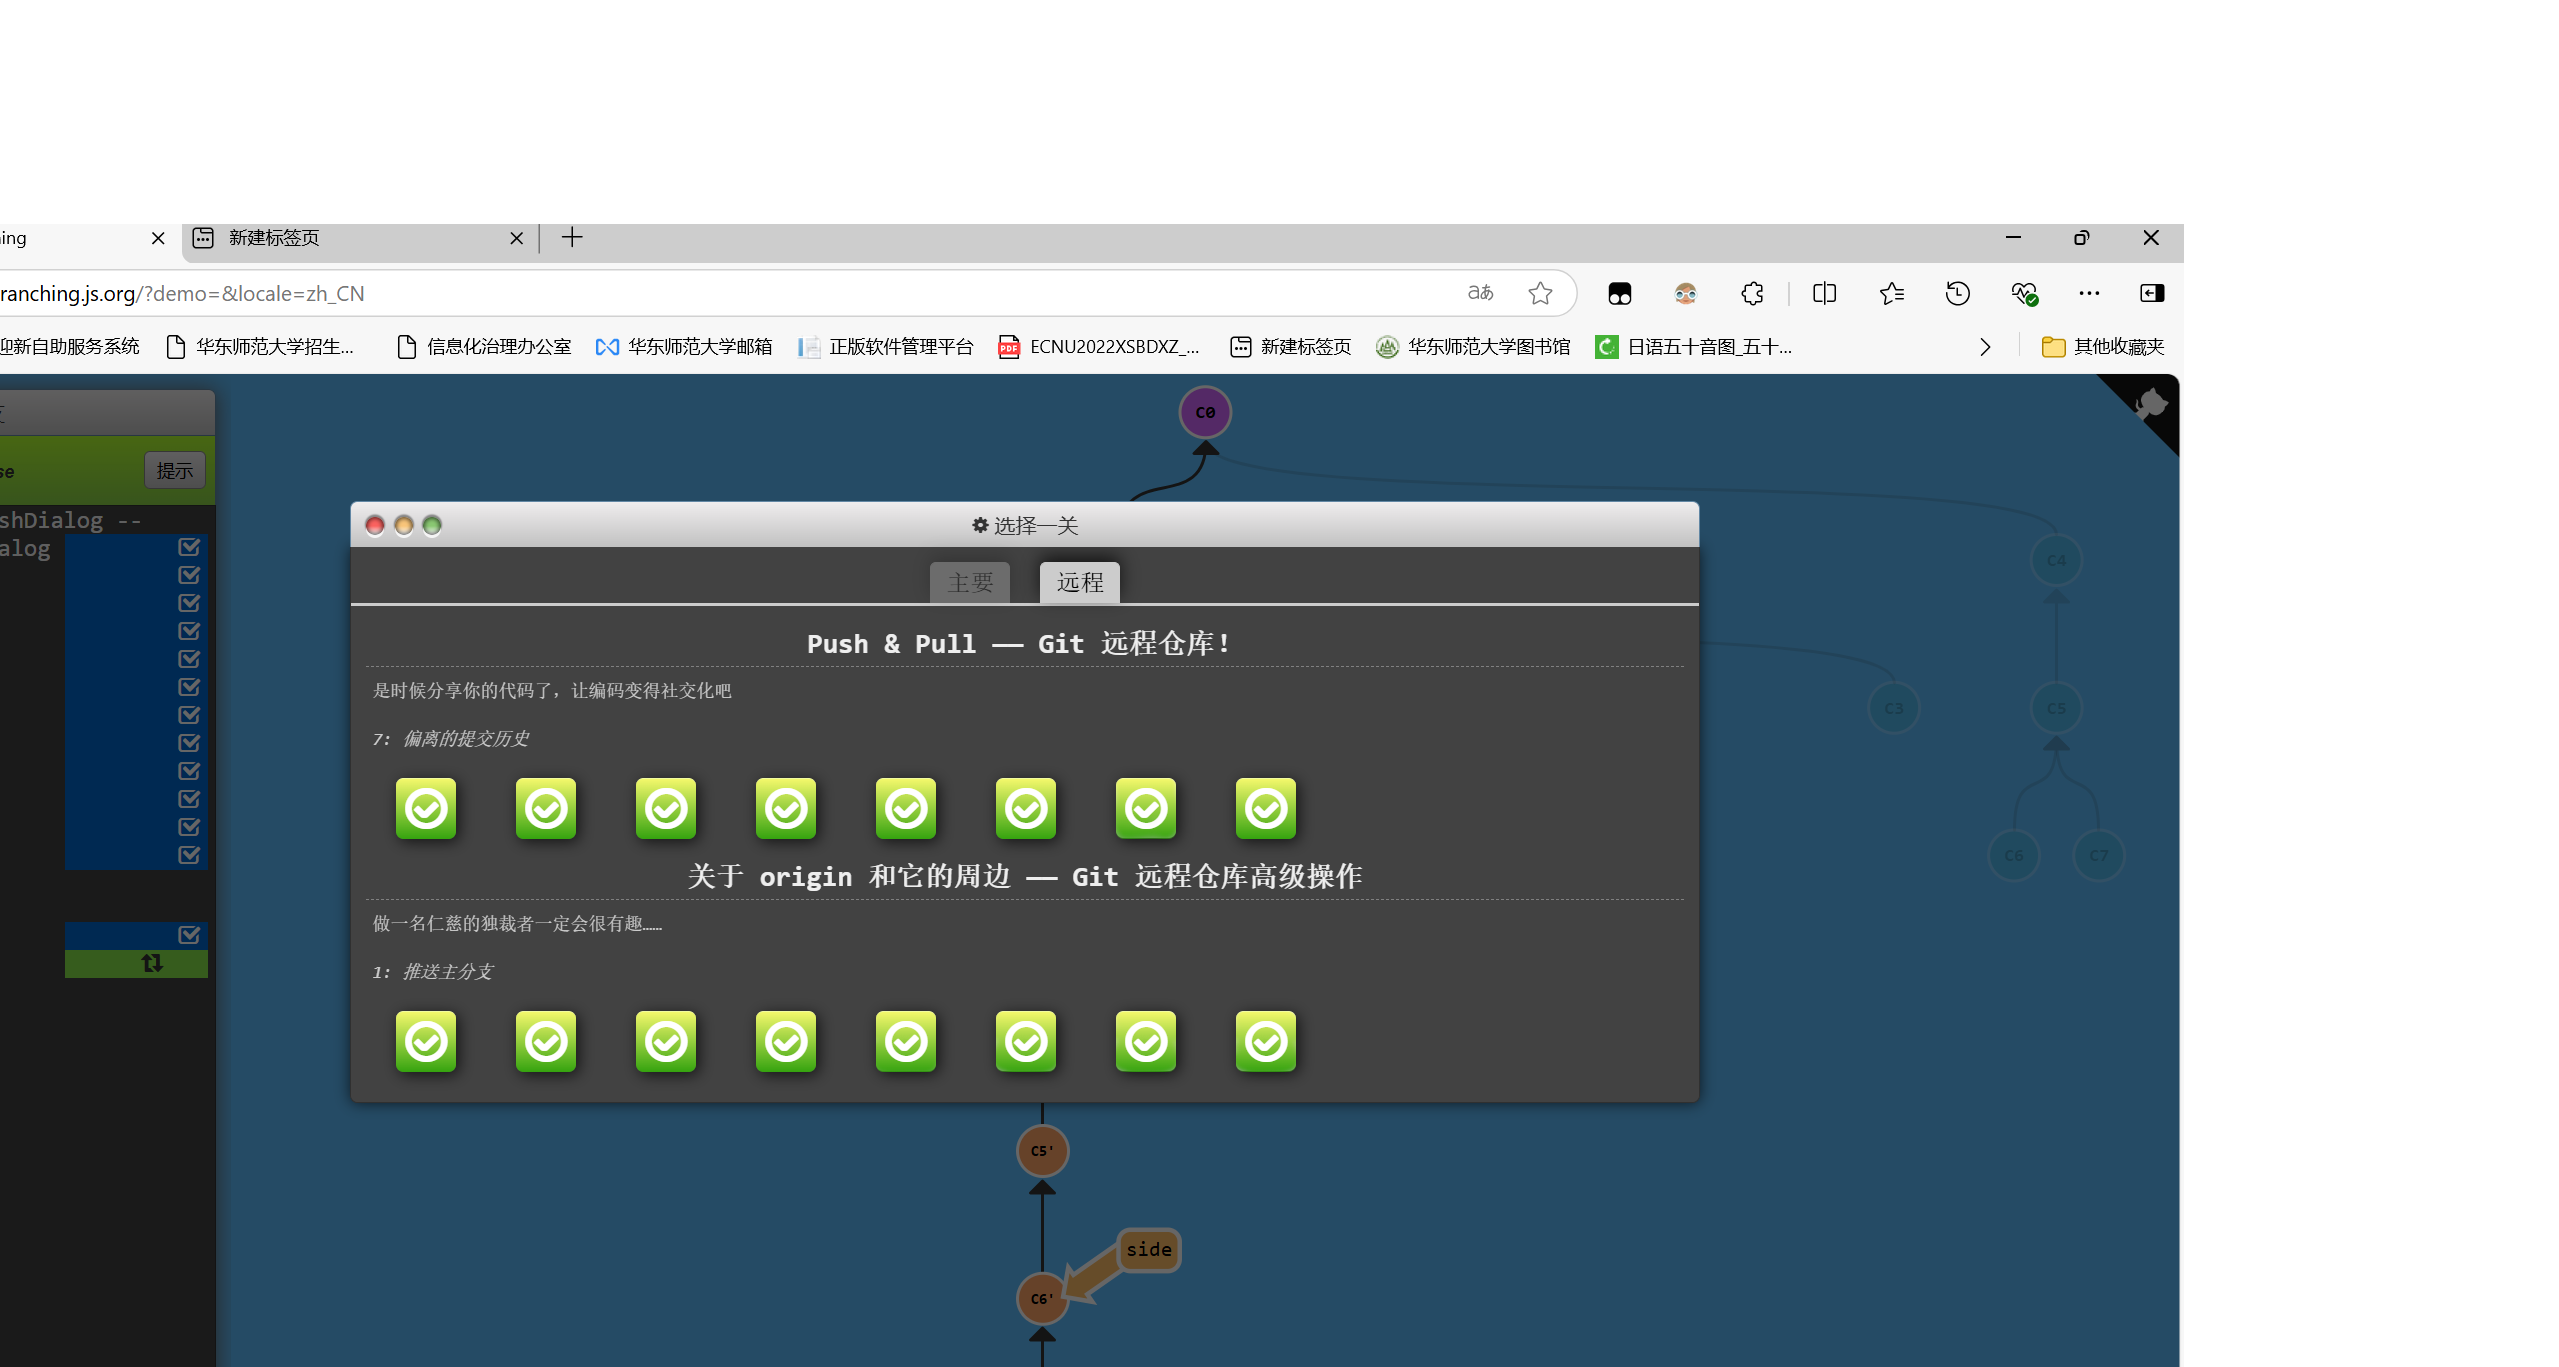 ing
新建标签页
ranching.js.org/?demo=&locale=zh_CN
迎新自助服务系统
华东师范大学招生...
信息化治理办公室
华东师范大学邮箱
正版软件管理平台
ECNU2022XSBDXZ_...
新建标签页
华东师范大学图书馆
日语五十音图_五十...
其他收藏夹
se
提示
shDialog --
alog
C0
C4
C3
C5
C6
C7
选择一关
主要
远程
Push & Pull —— Git 远程仓库!
是时候分享你的代码了，让编码变得社交化吧
7: 偏离的提交历史
关于 origin 和它的周边 —— Git 远程仓库高级操作
做一名仁慈的独裁者一定会很有趣……
1: 推送主分支
C5'
side
C6'